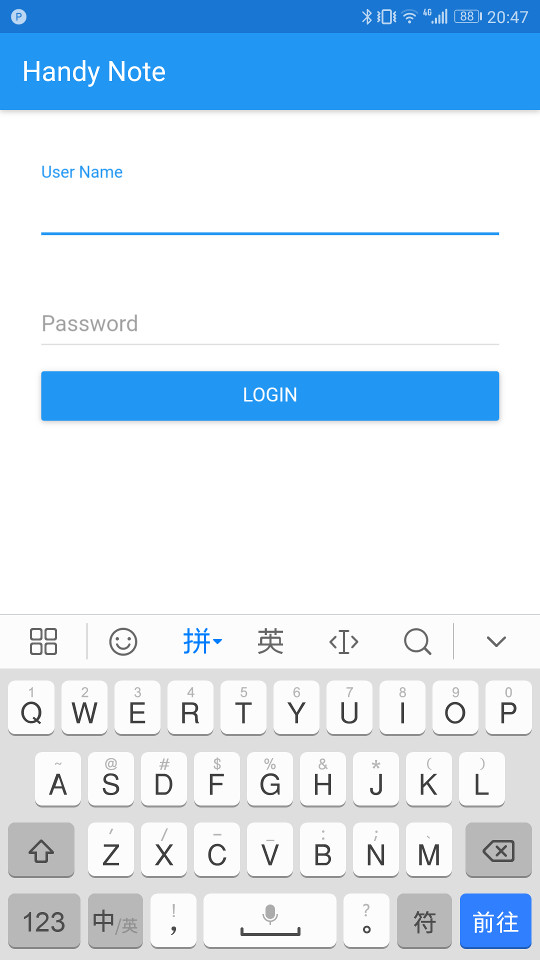 P 4G 88 20:47
Handy Note
User Name
Password
LOGIN
拼 英
1 2 3 4 5 6 7 8 9 0
Q W E R T Y U I O P
~ @ # $ % & * ( )
A S D F G H J K L
′ / – _ : ; 、
Z X C V B N M
! ?
123 中/英 , 。 符 前往